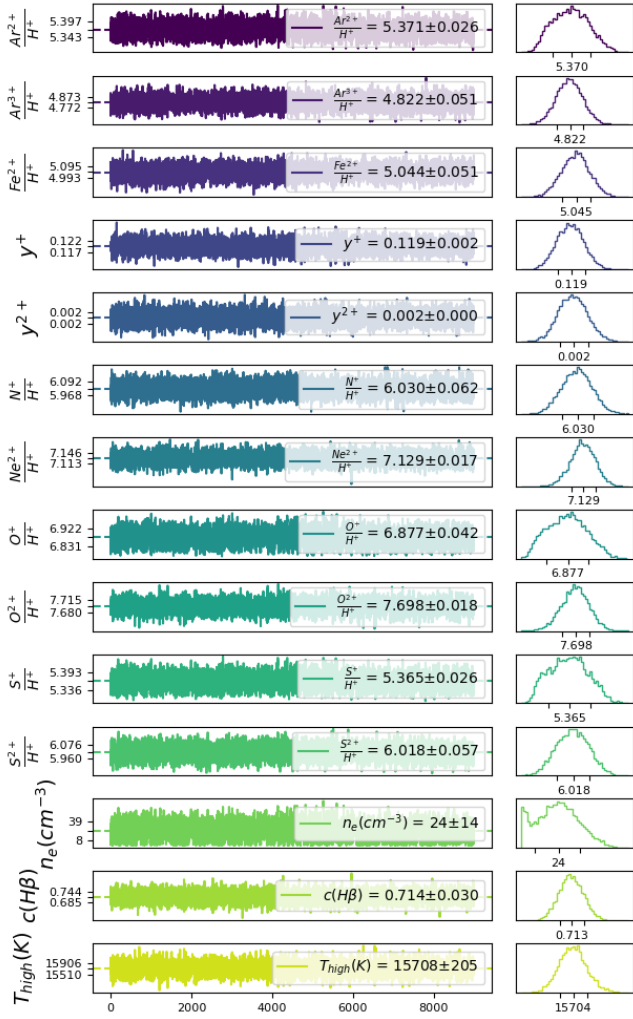 Ar²⁺/H⁺ 5.397 5.343 Ar²⁺/H⁺ = 5.371±0.026 5.370
Ar³⁺/H⁺ 4.873 4.772 Ar³⁺/H⁺ = 4.822±0.051 4.822
Fe²⁺/H⁺ 5.095 4.993 Fe²⁺/H⁺ = 5.044±0.051 5.045
y⁺ 0.122 0.117 y⁺ = 0.119±0.002 0.119
y²⁺ 0.002 0.002 y²⁺ = 0.002±0.000 0.002
N⁺/H⁺ 6.092 5.968 N⁺/H⁺ = 6.030±0.062 6.030
Ne²⁺/H⁺ 7.146 7.113 Ne²⁺/H⁺ = 7.129±0.017 7.129
O⁺/H⁺ 6.922 6.831 O⁺/H⁺ = 6.877±0.042 6.877
O²⁺/H⁺ 7.715 7.680 O²⁺/H⁺ = 7.698±0.018 7.698
S⁺/H⁺ 5.393 5.336 S⁺/H⁺ = 5.365±0.026 5.365
S²⁺/H⁺ 6.076 5.960 S²⁺/H⁺ = 6.018±0.057 6.018
n_e(cm⁻³) 39 8 n_e(cm⁻³) = 24±14 24
c(Hβ) 0.744 0.685 c(Hβ) = 0.714±0.030 0.713
T_high(K) 15906 15510 T_high(K) = 15708±205 15704
0 2000 4000 6000 8000